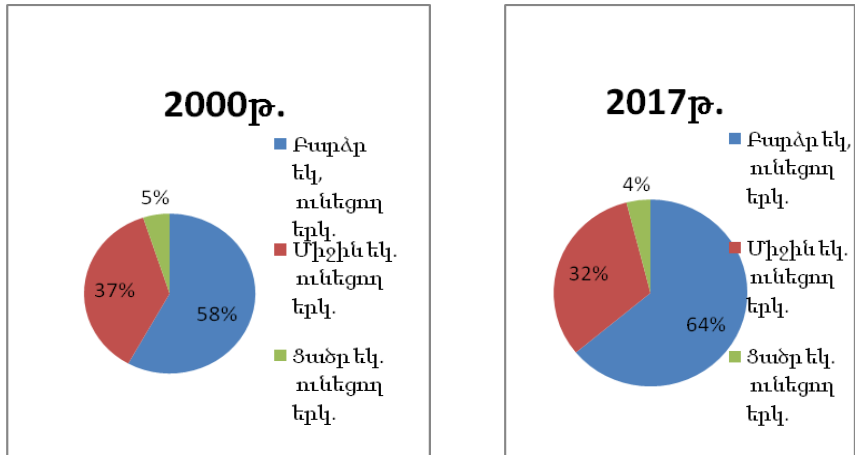 2000թ.
Բարձր
եկ,
ունեցող
երկ.
Միջին եկ.
ունեցող
երկ.
Ցածր եկ.
ունեցող
երկ.
5%
37%
58%
2017թ.
Բարձր եկ,
ունեցող
երկ.
Միջին եկ.
ունեցող
երկ.
Ցածր եկ.
ունեցող
երկ.
4%
32%
64%